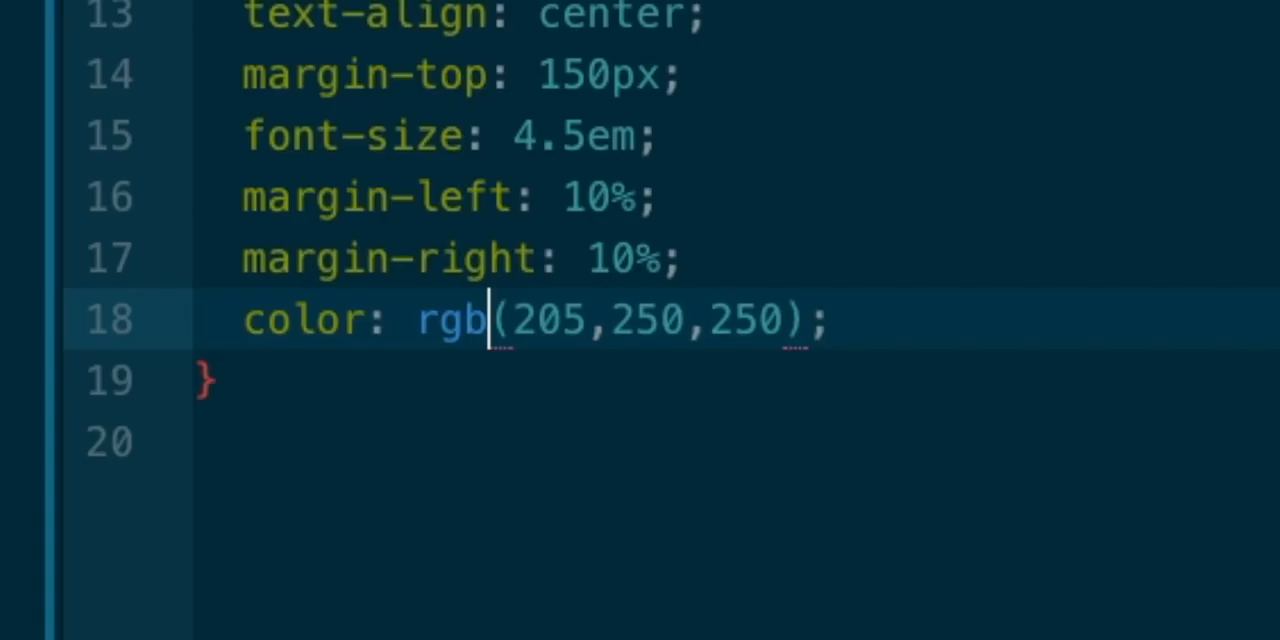 13 text-align: center;
14 margin-top: 150px;
15 font-size: 4.5em;
16 margin-left: 10%;
17 margin-right: 10%;
18 color: rgb(205,250,250);
19 }
20